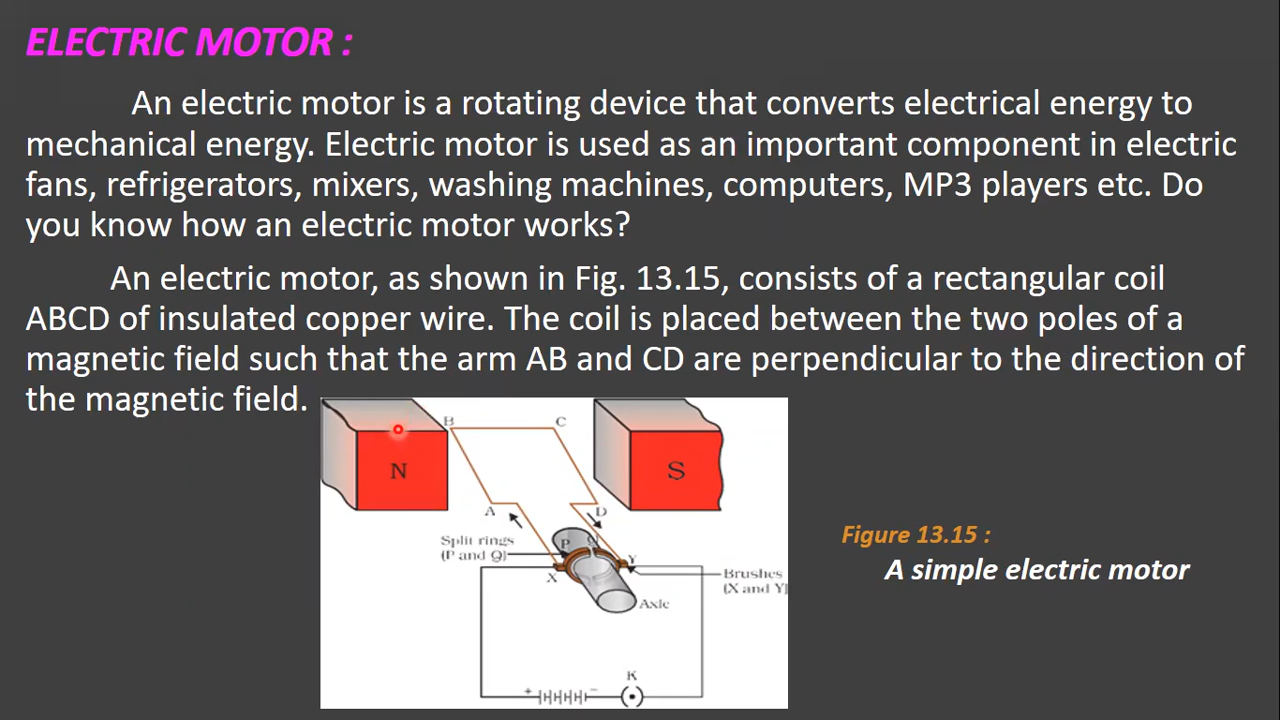 ELECTRIC MOTOR :
An electric motor is a rotating device that converts electrical energy to
mechanical energy. Electric motor is used as an important component in electric
fans, refrigerators, mixers, washing machines, computers, MP3 players etc. Do
you know how an electric motor works?
An electric motor, as shown in Fig. 13.15, consists of a rectangular coil
ABCD of insulated copper wire. The coil is placed between the two poles of a
magnetic field such that the arm AB and CD are perpendicular to the direction of
the magnetic field.
B
C
N
S
A
D
Split rings
(P and Q)
P
Q
X
Y
Brushes
(X and Y)
Axle
K
+
−
Figure 13.15 :
A simple electric motor